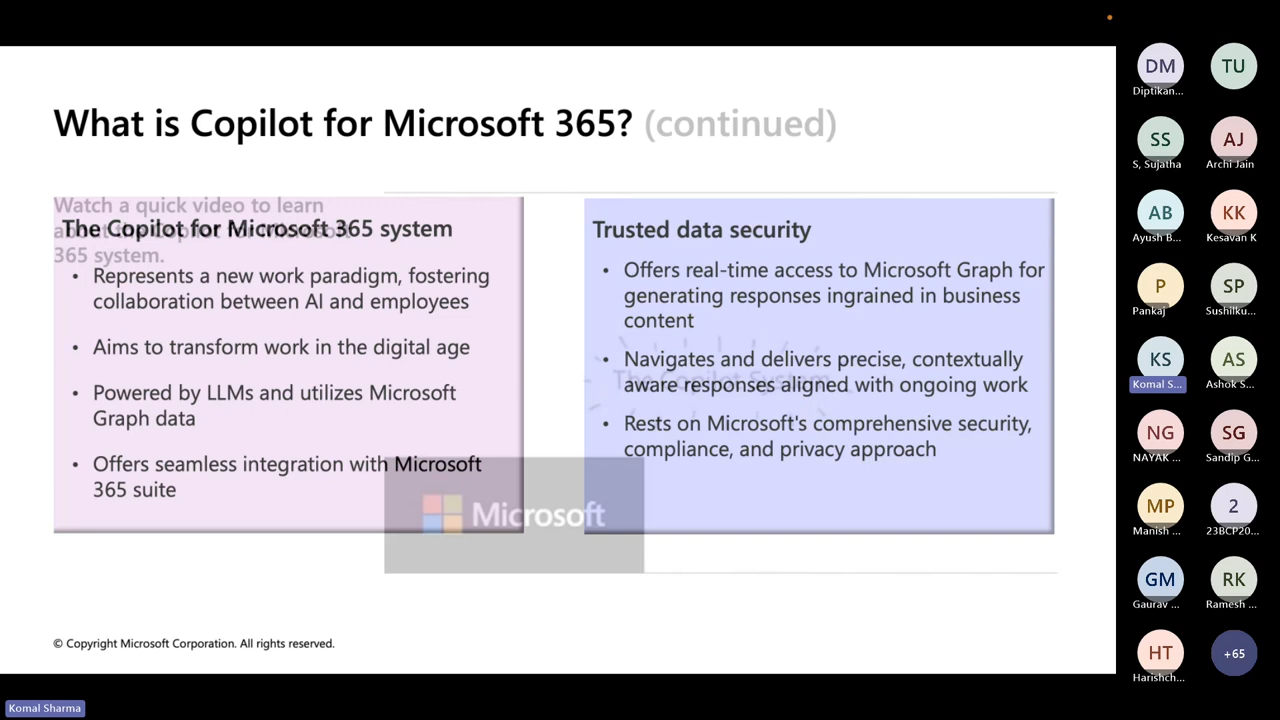 What is Copilot for Microsoft 365? (continued)
Watch a quick video to learn
365 system.
The Copilot for Microsoft 365 system
• Represents a new work paradigm, fostering
collaboration between AI and employees
• Aims to transform work in the digital age
• Powered by LLMs and utilizes Microsoft
Graph data
• Offers seamless integration with Microsoft
365 suite
Trusted data security
• Offers real-time access to Microsoft Graph for
generating responses ingrained in business
content
• Navigates and delivers precise, contextually
aware responses aligned with ongoing work
• Rests on Microsoft's comprehensive security,
compliance, and privacy approach
The Copilot System
Microsoft
© Copyright Microsoft Corporation. All rights reserved.
Komal Sharma
DM
Diptikan...
TU
SS
S, Sujatha
AJ
Archi Jain
AB
Ayush B...
KK
Kesavan K
P
Pankaj
SP
Sushilku...
KS
Komal S...
AS
Ashok S...
NG
NAYAK ...
SG
Sandip G...
MP
Manish ...
2
23BCP20...
GM
Gaurav ...
RK
Ramesh ...
HT
Harishch...
+65